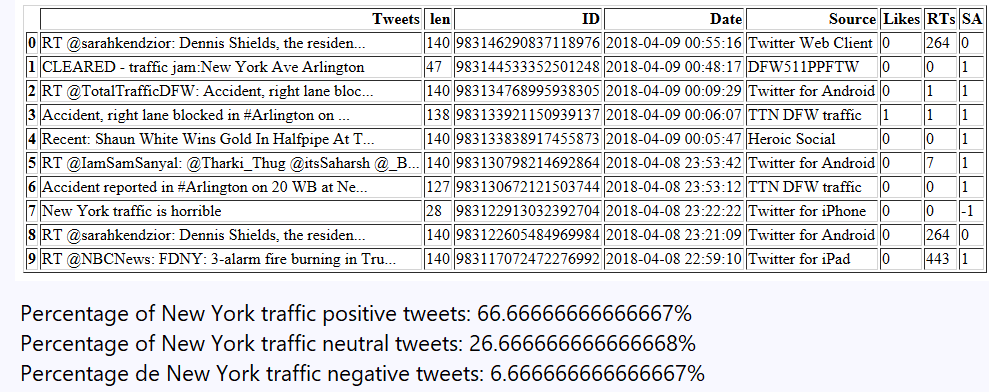 Tweets len ID Date Source Likes RTs SA
0 RT @sarahkendzior: Dennis Shields, the residen... 140 983146290837118976 2018-04-09 00:55:16 Twitter Web Client 0 264 0
1 CLEARED - traffic jam:New York Ave Arlington 47 983144533352501248 2018-04-09 00:48:17 DFW511PPFTW 0 0 1
2 RT @TotalTrafficDFW: Accident, right lane bloc... 140 983134768995938305 2018-04-09 00:09:29 Twitter for Android 0 1 1
3 Accident, right lane blocked in #Arlington on ... 138 983133921150939137 2018-04-09 00:06:07 TTN DFW traffic 1 1 1
4 Recent: Shaun White Wins Gold In Halfpipe At T... 140 983133838917455873 2018-04-09 00:05:47 Heroic Social 0 0 1
5 RT @IamSamSanyal: @Tharki_Thug @itsSaharsh @_B... 140 983130798214692864 2018-04-08 23:53:42 Twitter for Android 0 7 1
6 Accident reported in #Arlington on 20 WB at Ne... 127 983130672121503744 2018-04-08 23:53:12 TTN DFW traffic 0 0 1
7 New York traffic is horrible 28 983122913032392704 2018-04-08 23:22:22 Twitter for iPhone 0 0 -1
8 RT @sarahkendzior: Dennis Shields, the residen... 140 983122605484969984 2018-04-08 23:21:09 Twitter for Android 0 264 0
9 RT @NBCNews: FDNY: 3-alarm fire burning in Tru... 140 983117072472276992 2018-04-08 22:59:10 Twitter for iPad 0 443 1
Percentage of New York traffic positive tweets: 66.66666666666667%
Percentage of New York traffic neutral tweets: 26.666666666666668%
Percentage de New York traffic negative tweets: 6.666666666666667%